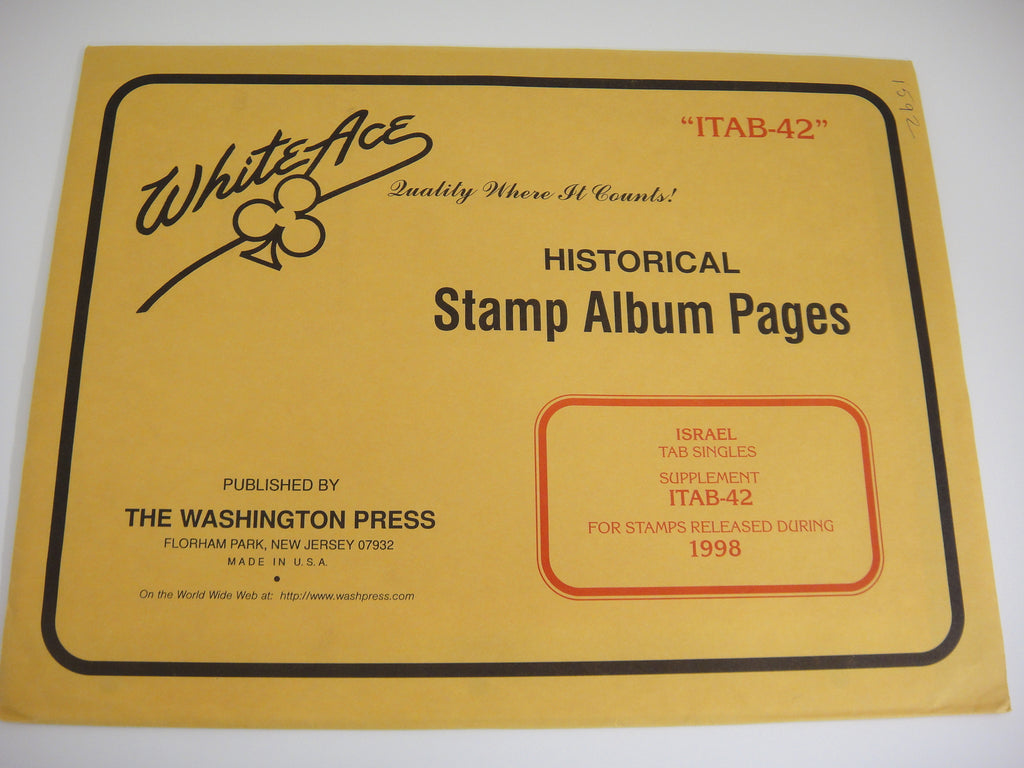 WhiteAce
Quality Where It Counts!
"ITAB-42"
1592
HISTORICAL
Stamp Album Pages
ISRAEL
TAB SINGLES
SUPPLEMENT
ITAB-42
FOR STAMPS RELEASED DURING
1998
PUBLISHED BY
THE WASHINGTON PRESS
FLORHAM PARK, NEW JERSEY 07932
MADE IN U.S.A.
On the World Wide Web at: http://www.washpress.com